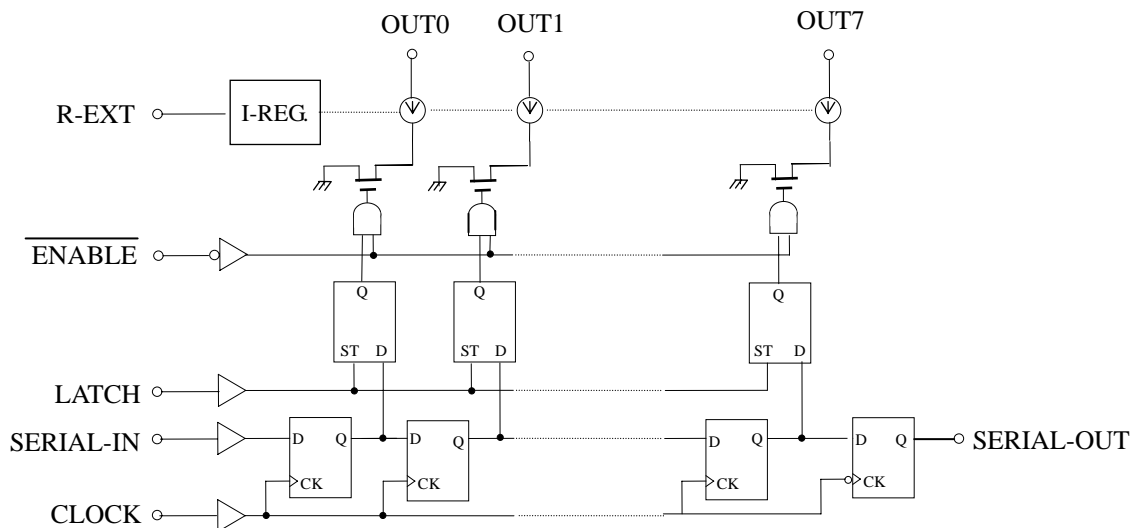 OUT0
OUT1
OUT7
R-EXT
I-REG.
ENABLE
Q
Q
Q
ST D
ST D
ST D
LATCH
SERIAL-IN
D Q
D Q
D Q
D Q
SERIAL-OUT
CK
CK
CK
CK
CLOCK